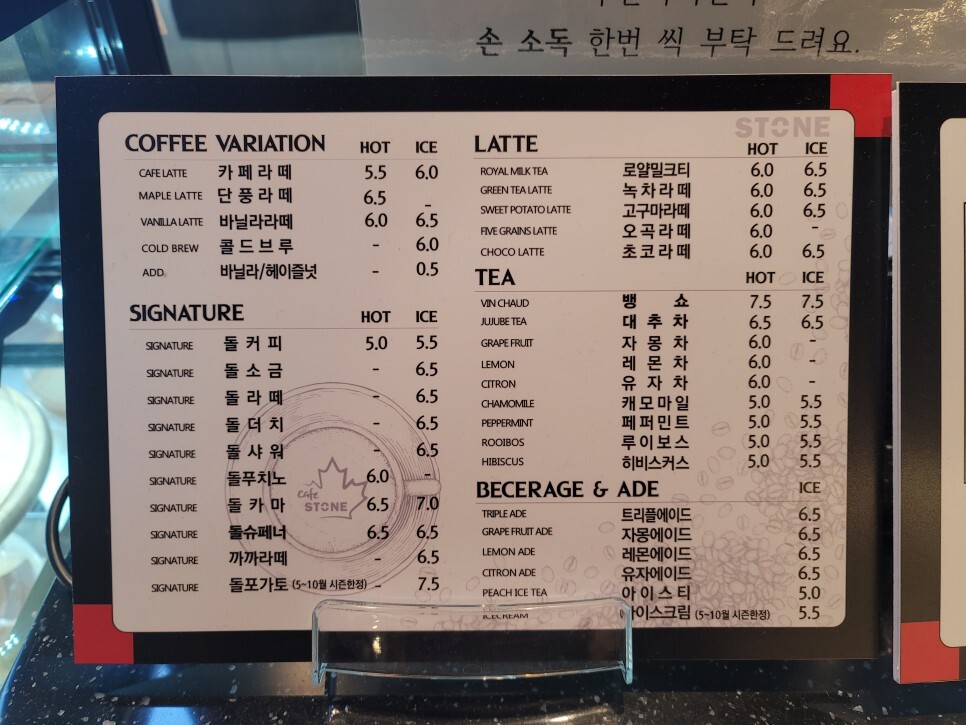 손 소독 한번 씩 부탁 드려요.
STONE
COFFEE VARIATION HOT ICE
CAFE LATTE 카페라떼 5.5 6.0
MAPLE LATTE 단풍라떼 6.5 -
VANILLA LATTE 바닐라라떼 6.0 6.5
COLD BREW 콜드브루 - 6.0
ADD. 바닐라/헤이즐넛 - 0.5
SIGNATURE HOT ICE
SIGNATURE 돌커피 5.0 5.5
SIGNATURE 돌소금 - 6.5
SIGNATURE 돌라떼 - 6.5
SIGNATURE 돌더치 - 6.5
SIGNATURE 돌샤워 - 6.5
SIGNATURE 돌푸치노 6.0 -
SIGNATURE 돌카마 6.5 7.0
SIGNATURE 돌슈페너 6.5 6.5
SIGNATURE 까까라떼 - 6.5
SIGNATURE 돌포가토 (5~10월 시즌한정) - 7.5
cafe
STONE
LATTE HOT ICE
ROYAL MILK TEA 로얄밀크티 6.0 6.5
GREEN TEA LATTE 녹차라떼 6.0 6.5
SWEET POTATO LATTE 고구마라떼 6.0 6.5
FIVE GRAINS LATTE 오곡라떼 6.0 -
CHOCO LATTE 초코라떼 6.0 6.5
TEA HOT ICE
VIN CHAUD 뱅쇼 7.5 7.5
JUJUBE TEA 대추차 6.5 6.5
GRAPE FRUIT 자몽차 6.0 -
LEMON 레몬차 6.0 -
CITRON 유자차 6.0 -
CHAMOMILE 캐모마일 5.0 5.5
PEPPERMINT 페퍼민트 5.0 5.5
ROOIBOS 루이보스 5.0 5.5
HIBISCUS 히비스커스 5.0 5.5
BECERAGE & ADE ICE
TRIPLE ADE 트리플에이드 6.5
GRAPE FRUIT ADE 자몽에이드 6.5
LEMON ADE 레몬에이드 6.5
CITRON ADE 유자에이드 6.5
PEACH ICE TEA 아이스티 5.0
ICECREAM 아이스크림 (5~10월 시즌한정) 5.5